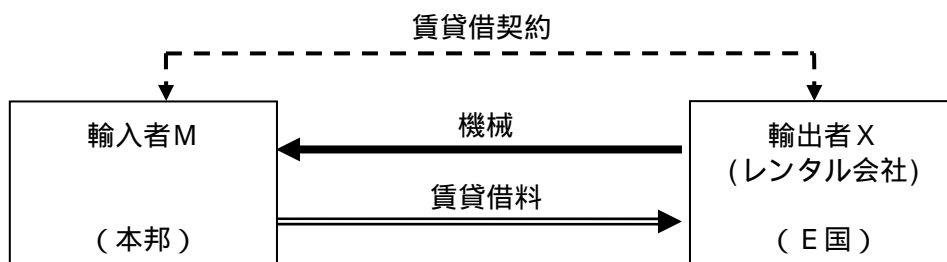 賃貸借契約
輸入者M
(本邦)
機械
賃貸借料
輸出者X
(レンタル会社)
(E国)